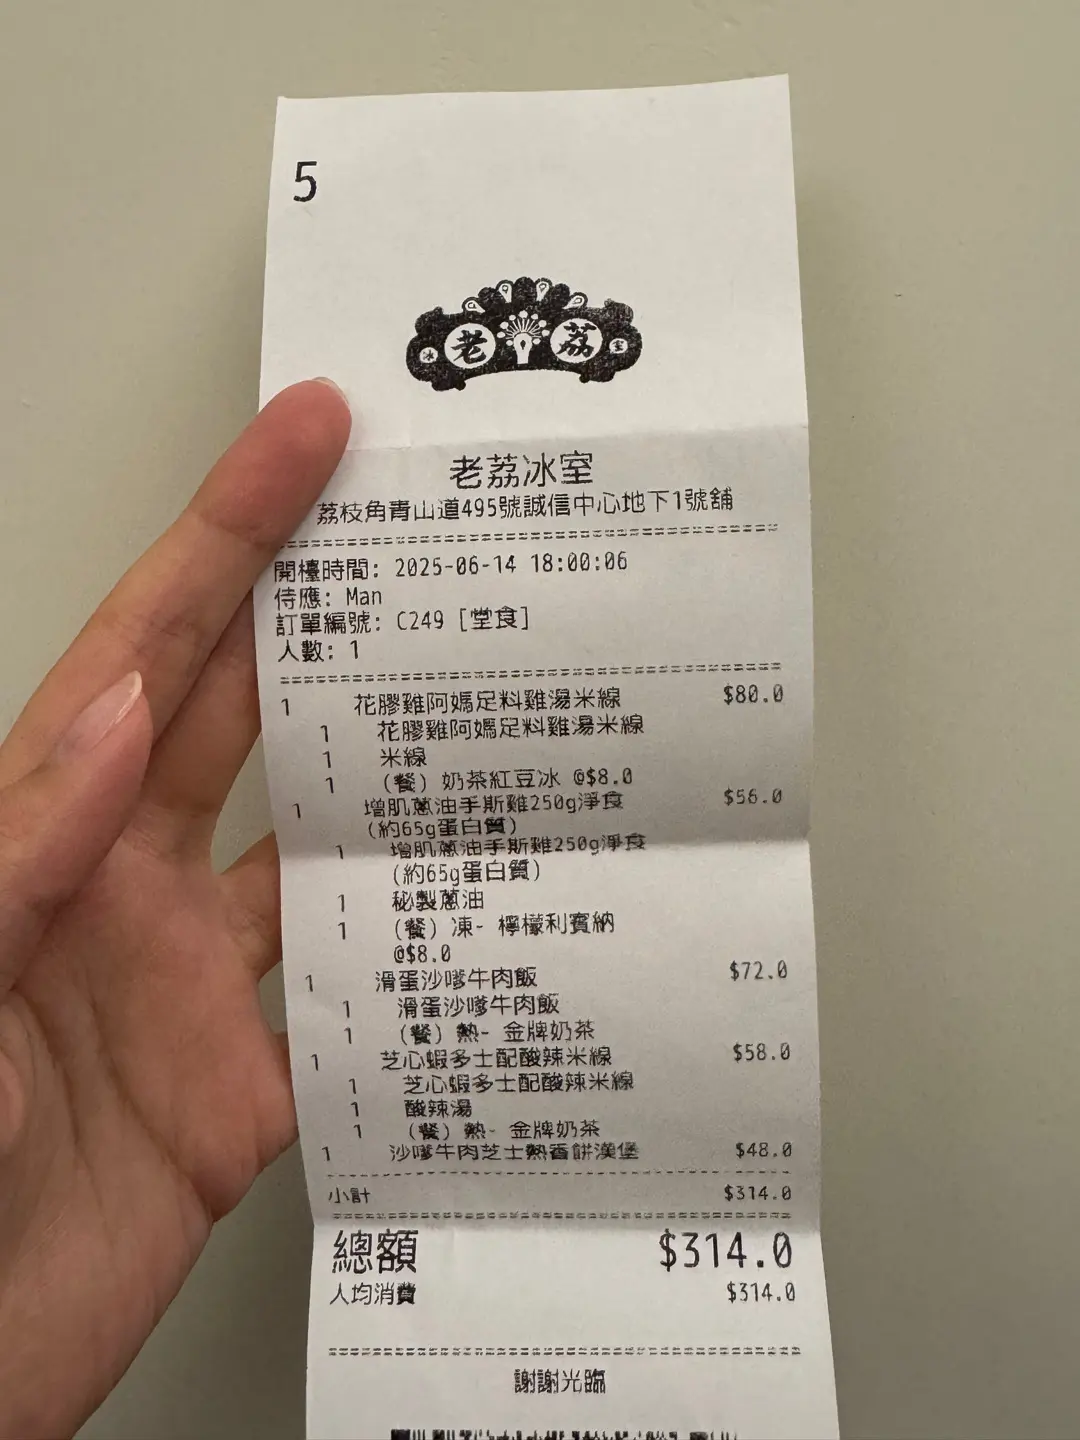 5
冰 老 荔 室
老荔冰室
荔枝角青山道495號誠信中心地下1號舖
開檯時間: 2025-06-14 18:00:06
侍應: Man
訂單編號: C249 [堂食]
人數: 1
1 花膠雞阿媽足料雞湯米線 $80.0
1 花膠雞阿媽足料雞湯米線
1 米線
1 (餐) 奶茶紅豆冰 @$8.0
1 增肌蔥油手斯雞250g淨食 $56.0
(約65g蛋白質)
1 增肌蔥油手斯雞250g淨食
(約65g蛋白質)
1 秘製蔥油
1 (餐) 凍- 檸檬利賓納
@$8.0
1 滑蛋沙嗲牛肉飯 $72.0
1 滑蛋沙嗲牛肉飯
1 (餐) 熱- 金牌奶茶
1 芝心蝦多士配酸辣米線 $58.0
1 芝心蝦多士配酸辣米線
1 酸辣湯
1 (餐) 熱- 金牌奶茶
1 沙嗲牛肉芝士熱香餅漢堡 $48.0
小計 $314.0
總額 $314.0
人均消費 $314.0
謝謝光臨